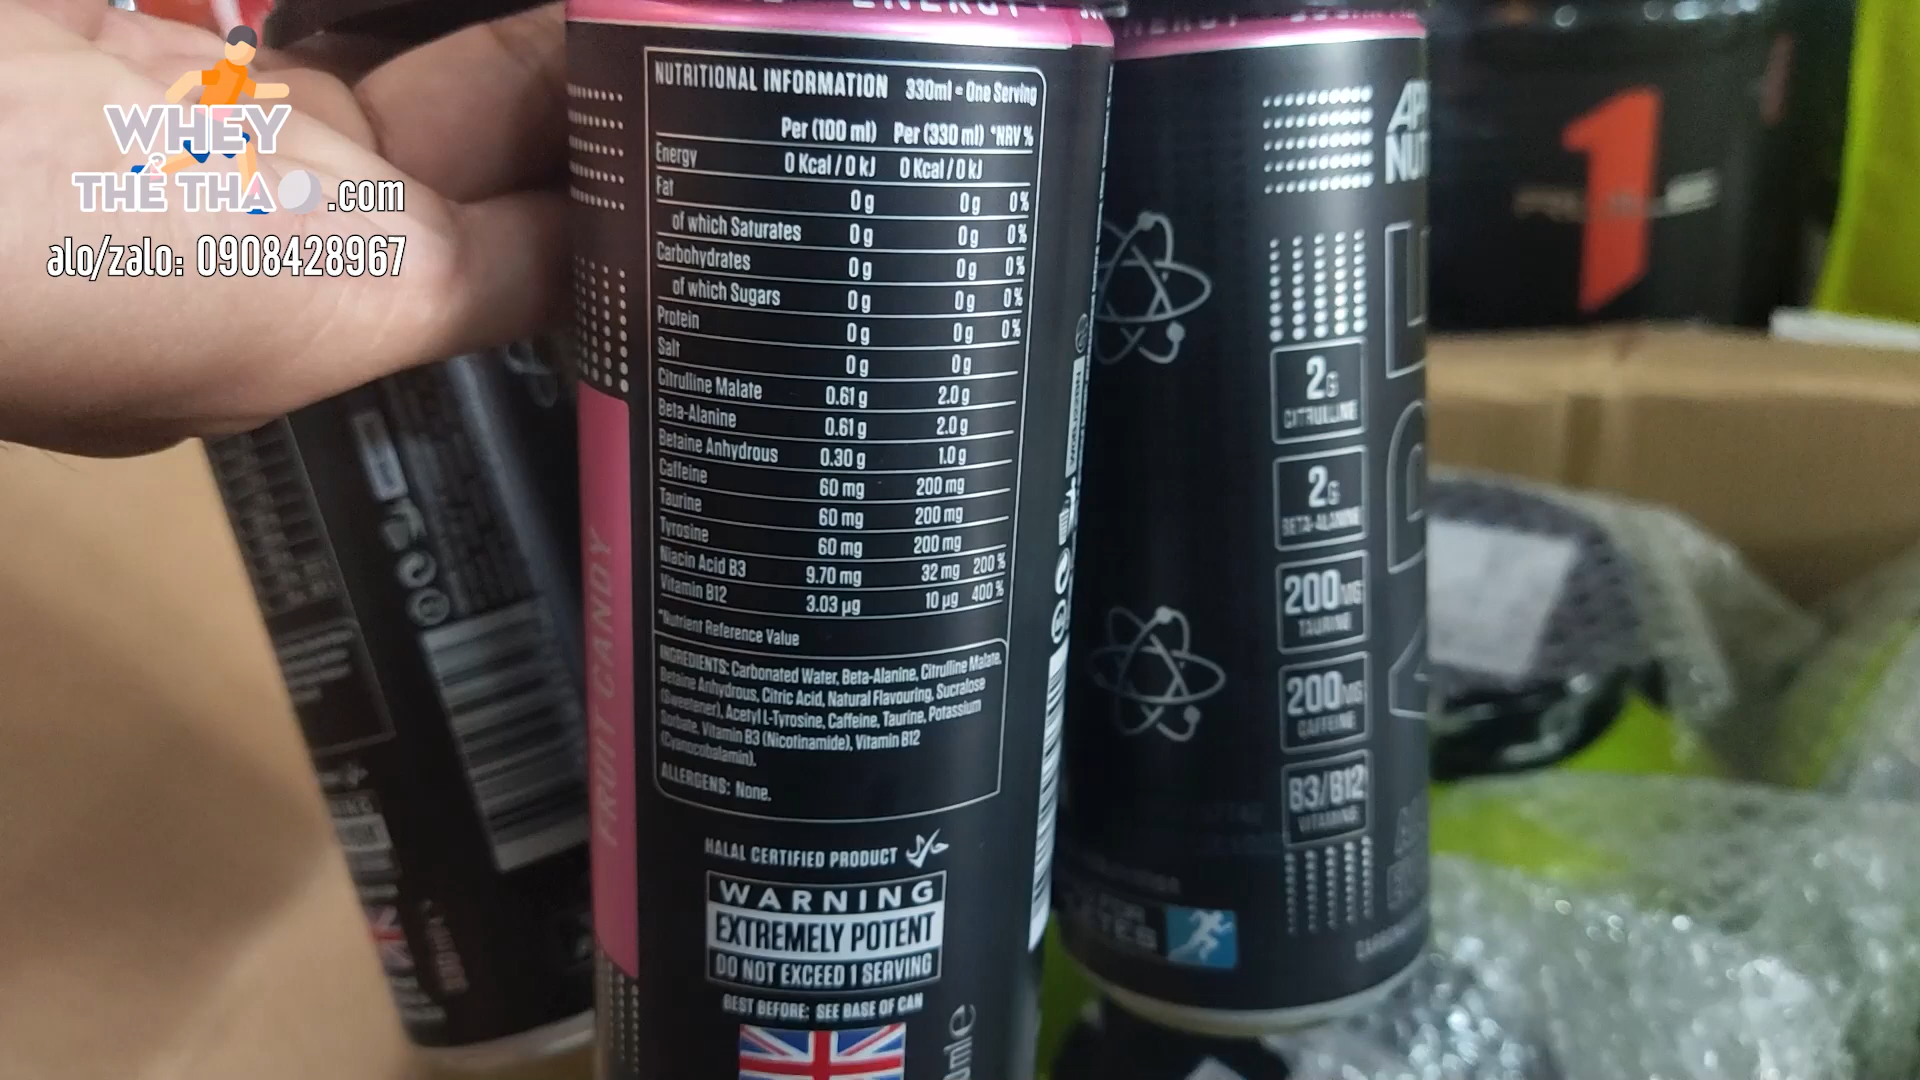 WHEY
THE THAO.com
alo/zalo: 0908428967
ENERGY
NUTRITIONAL INFORMATION 330ml = One Serving
Per (100 ml) Per (330 ml) *NRV %
Energy 0 Kcal / 0 kJ 0 Kcal / 0 kJ
Fat 0 g 0 g 0 %
of which Saturates 0 g 0 g 0 %
Carbohydrates 0 g 0 g 0 %
of which Sugars 0 g 0 g 0 %
Protein 0 g 0 g 0 %
Salt 0 g 0 g
Citrulline Malate 0.61 g 2.0 g
Beta-Alanine 0.61 g 2.0 g
Betaine Anhydrous 0.30 g 1.0 g
Caffeine 60 mg 200 mg
Taurine 60 mg 200 mg
Tyrosine 60 mg 200 mg
Niacin Acid B3 9.70 mg 32 mg 200 %
Vitamin B12 3.03 µg 10 µg 400 %
*Nutrient Reference Value
INGREDIENTS: Carbonated Water, Beta-Alanine, Citrulline Malate,
Betaine Anhydrous, Citric Acid, Natural Flavouring, Sucralose
(Sweetener), Acetyl L-Tyrosine, Caffeine, Taurine, Potassium
Sorbate, Vitamin B3 (Nicotinamide), Vitamin B12
(Cyanocobalamin).
ALLERGENS: None.
HALAL CERTIFIED PRODUCT
WARNING
EXTREMELY POTENT
DO NOT EXCEED 1 SERVING
BEST BEFORE: SEE BASE OF CAN
FRUIT CANDY
2G
CITRULLINE
2G
BETA-ALANINE
200MG
TAURINE
200MG
CAFFEINE
B3/B12
VITAMINS
1